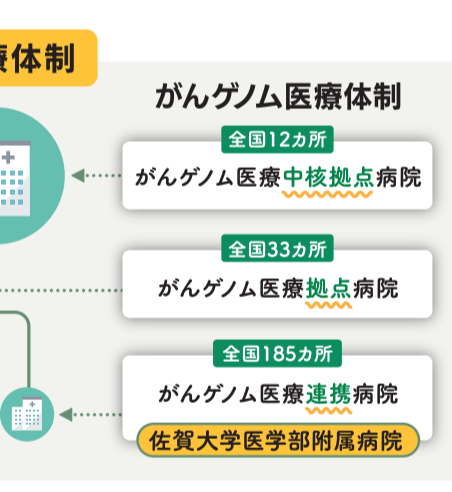 療体制
がんゲノム医療体制
全国12カ所
がんゲノム医療中核拠点病院
全国33カ所
がんゲノム医療拠点病院
全国185カ所
がんゲノム医療連携病院
佐賀大学医学部附属病院